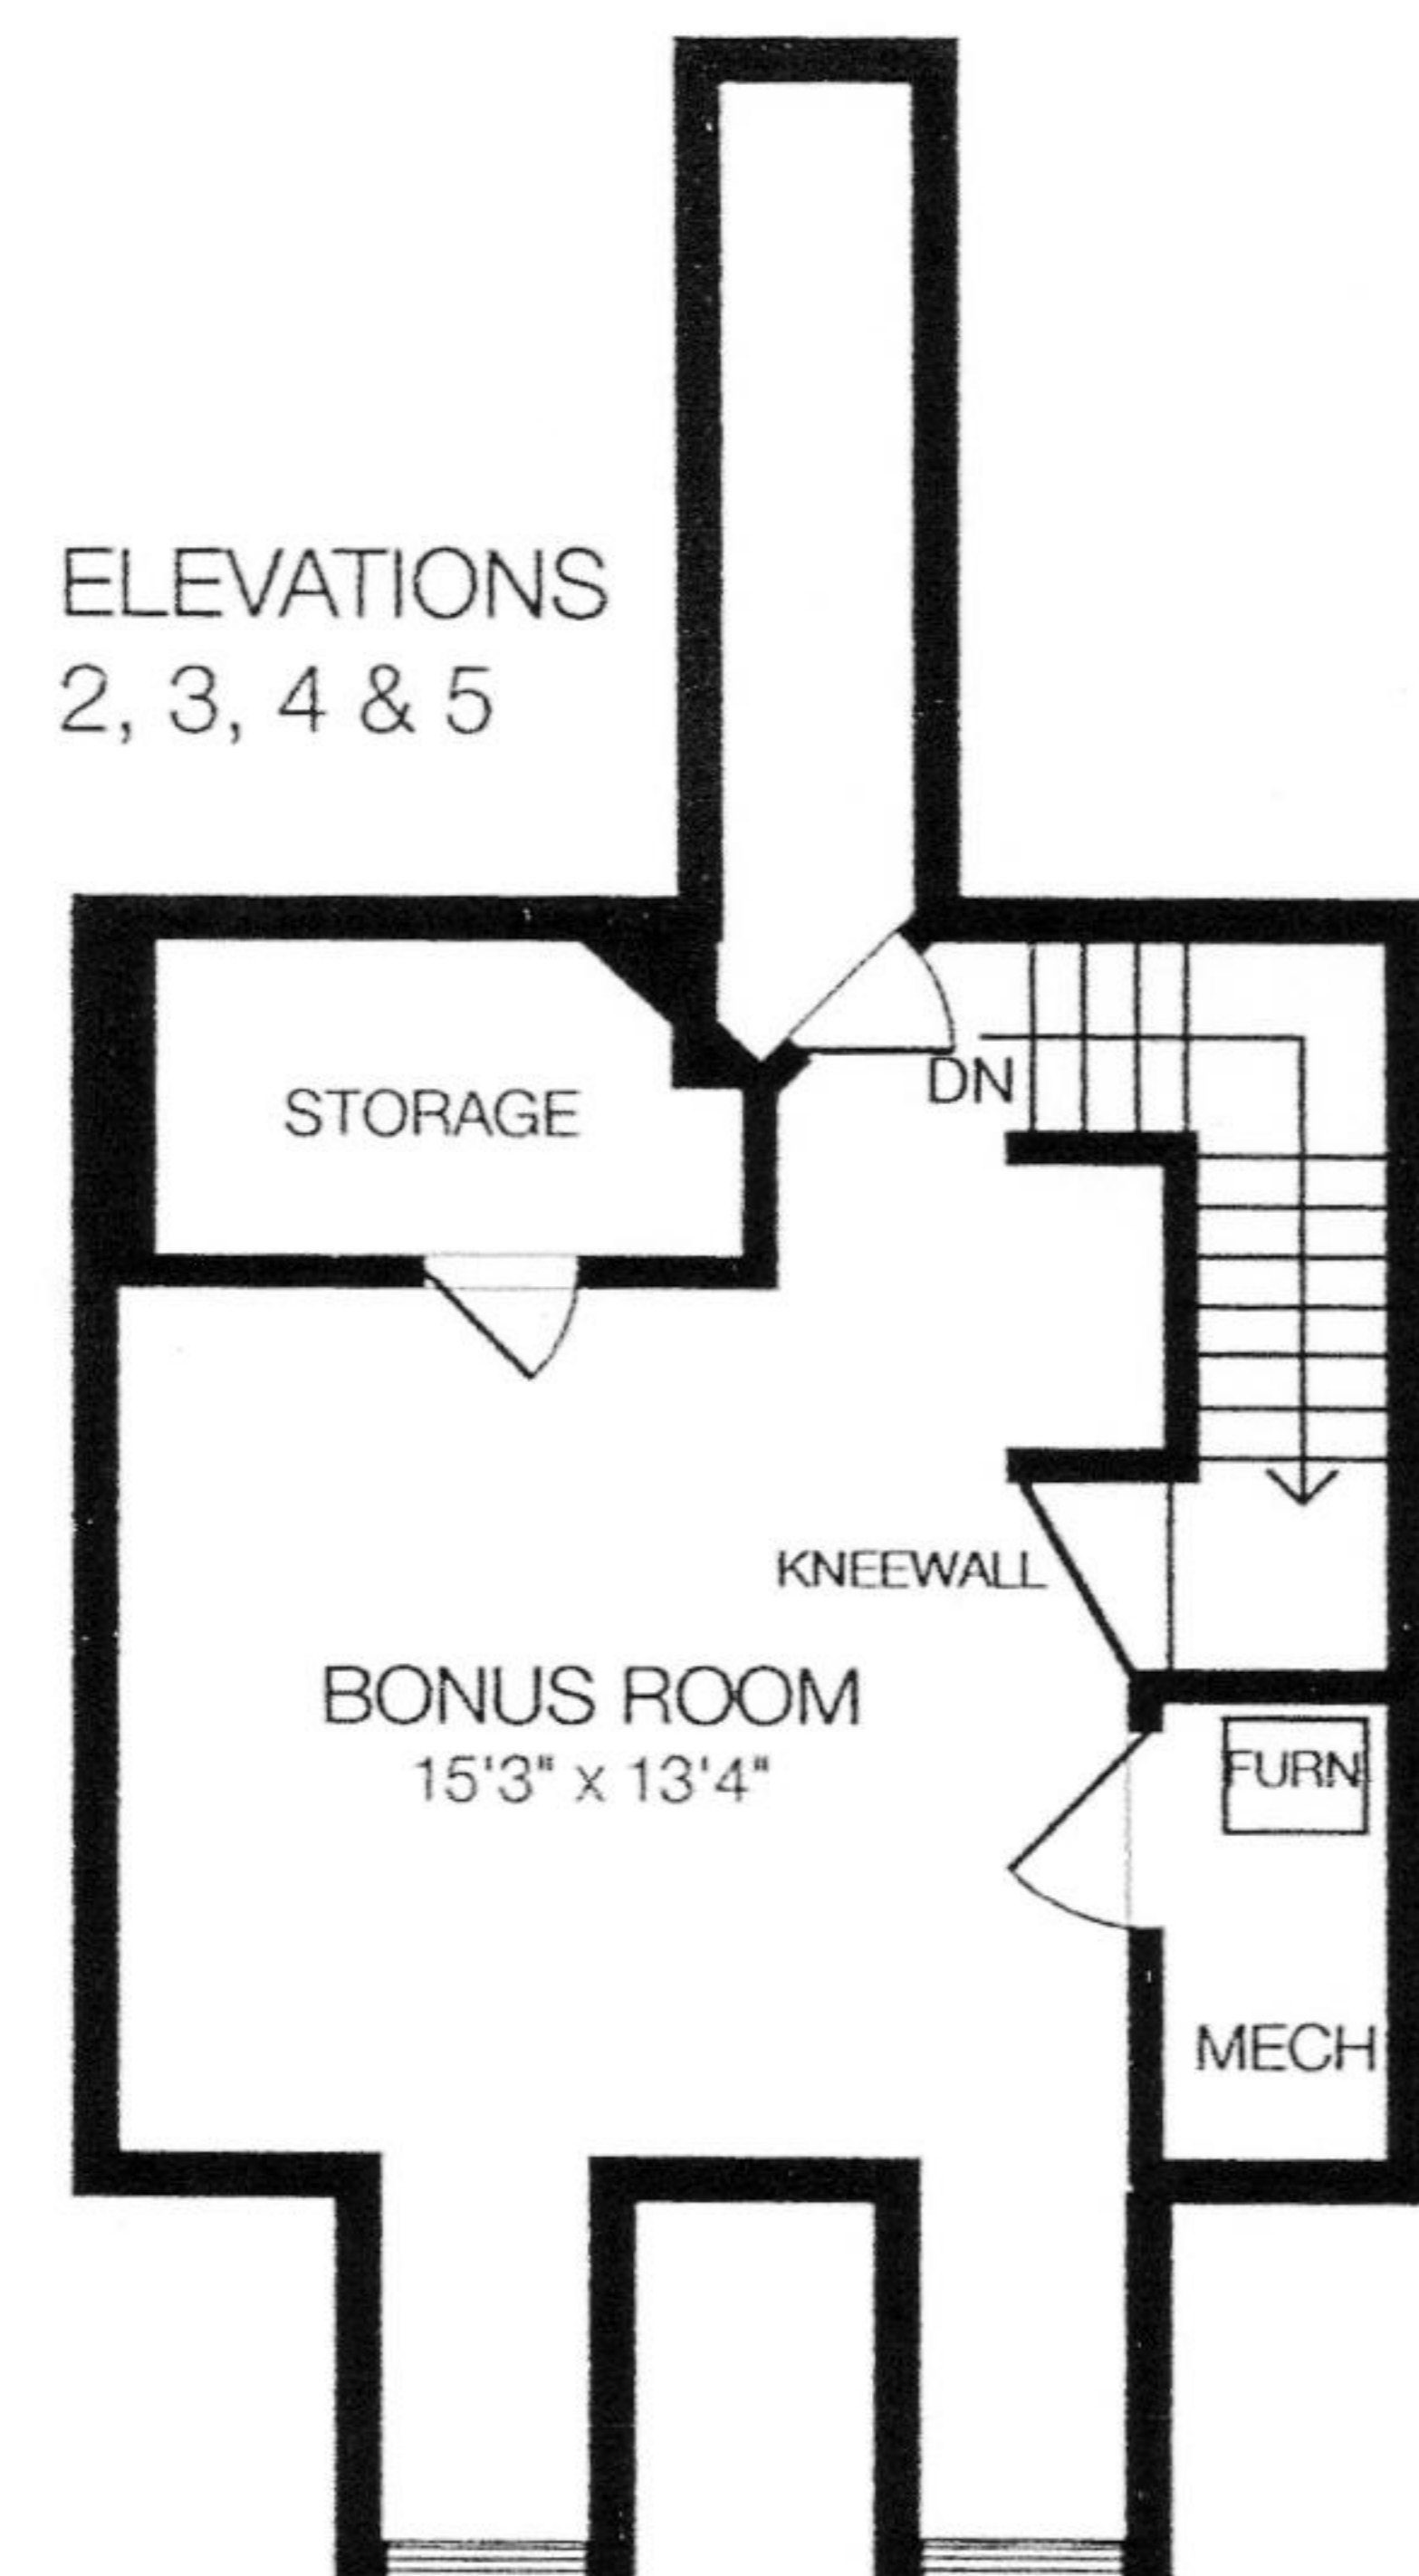 ELEVATIONS
2, 3, 4 & 5
DN
STORAGE
KNEEWALL
BONUS ROOM
15'3" x 13'4"
FURN
MECH